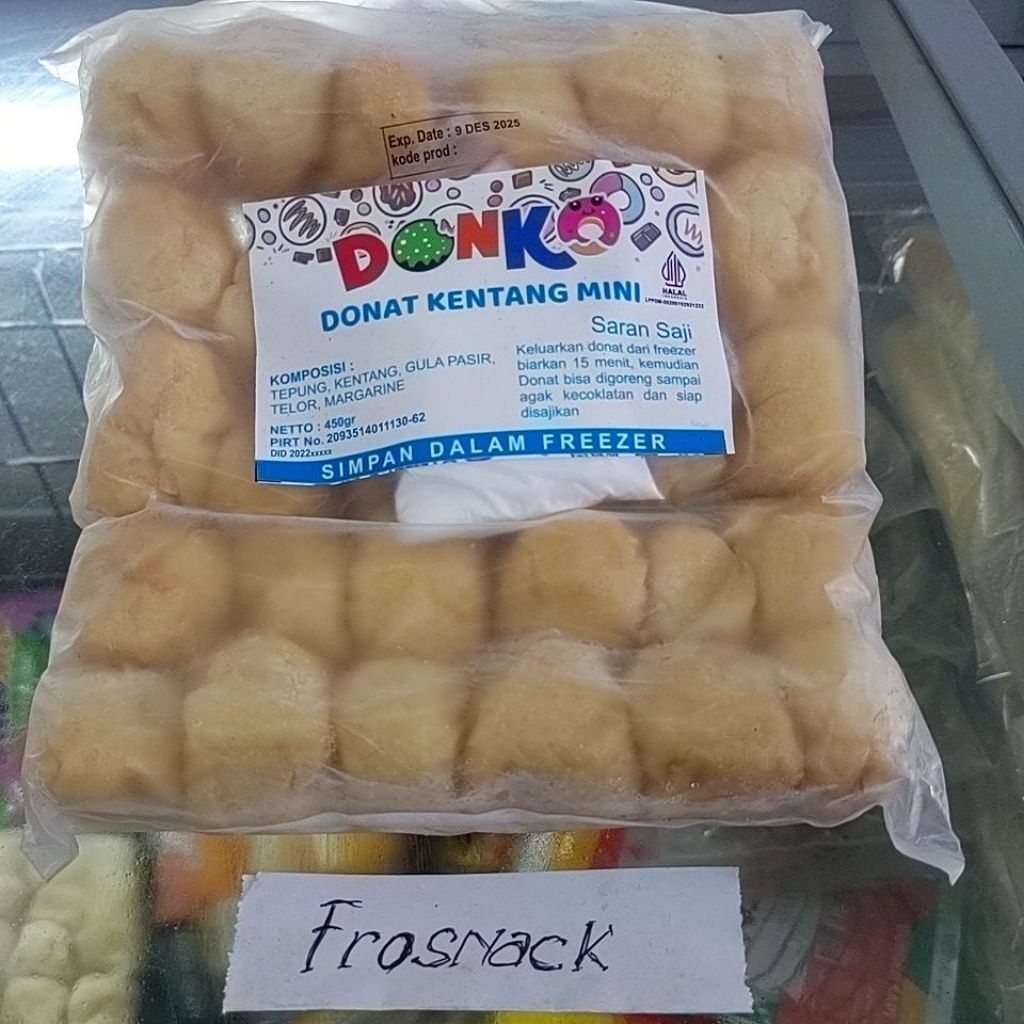 Exp. Date : 9 DES 2025
kode prod :
DONKO
DONAT KENTANG MINI
HALAL
INDONESIA
Saran Saji
Keluarkan donat dari freezer
biarkan 15 menit, kemudian
Donat bisa digoreng sampai
agak kecoklatan dan siap
disajikan
KOMPOSISI :
TEPUNG, KENTANG, GULA PASIR,
TELOR, MARGARINE
NETTO : 450gr
PIRT No. 2093514011130-62
DID 2022xxxxx
SIMPAN DALAM FREEZER
Frosnack